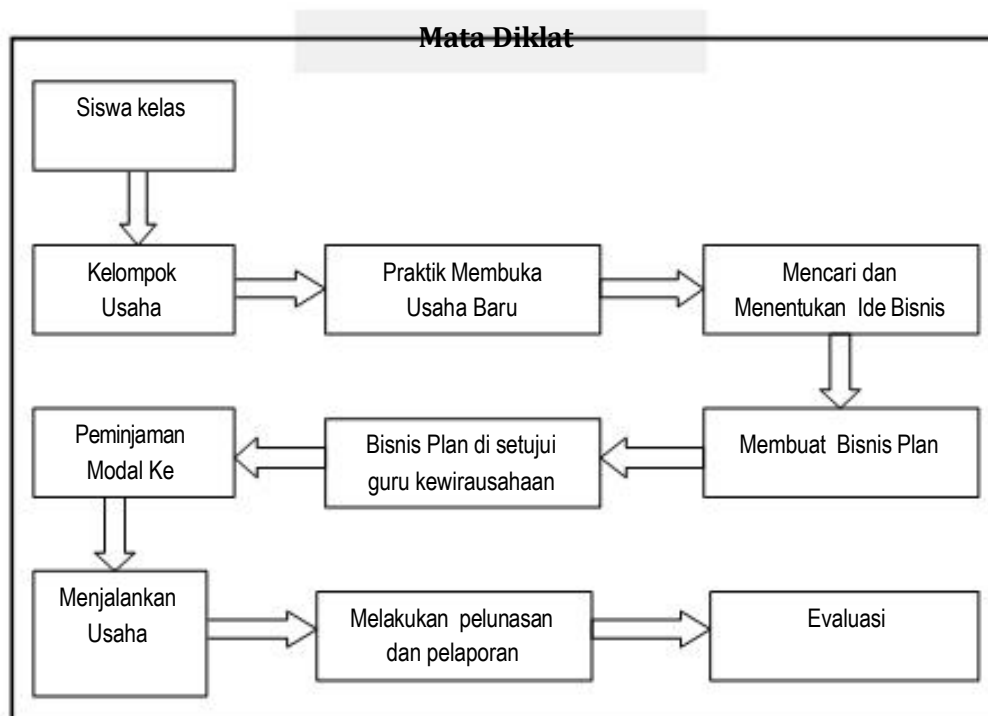 Mata Diklat
Siswa kelas
Kelompok
Usaha
Praktik Membuka
Usaha Baru
Mencari dan
Menentukan Ide Bisnis
Membuat Bisnis Plan
Bisnis Plan di setujui
guru kewirausahaan
Peminjaman
Modal Ke
Menjalankan
Usaha
Melakukan pelunasan
dan pelaporan
Evaluasi